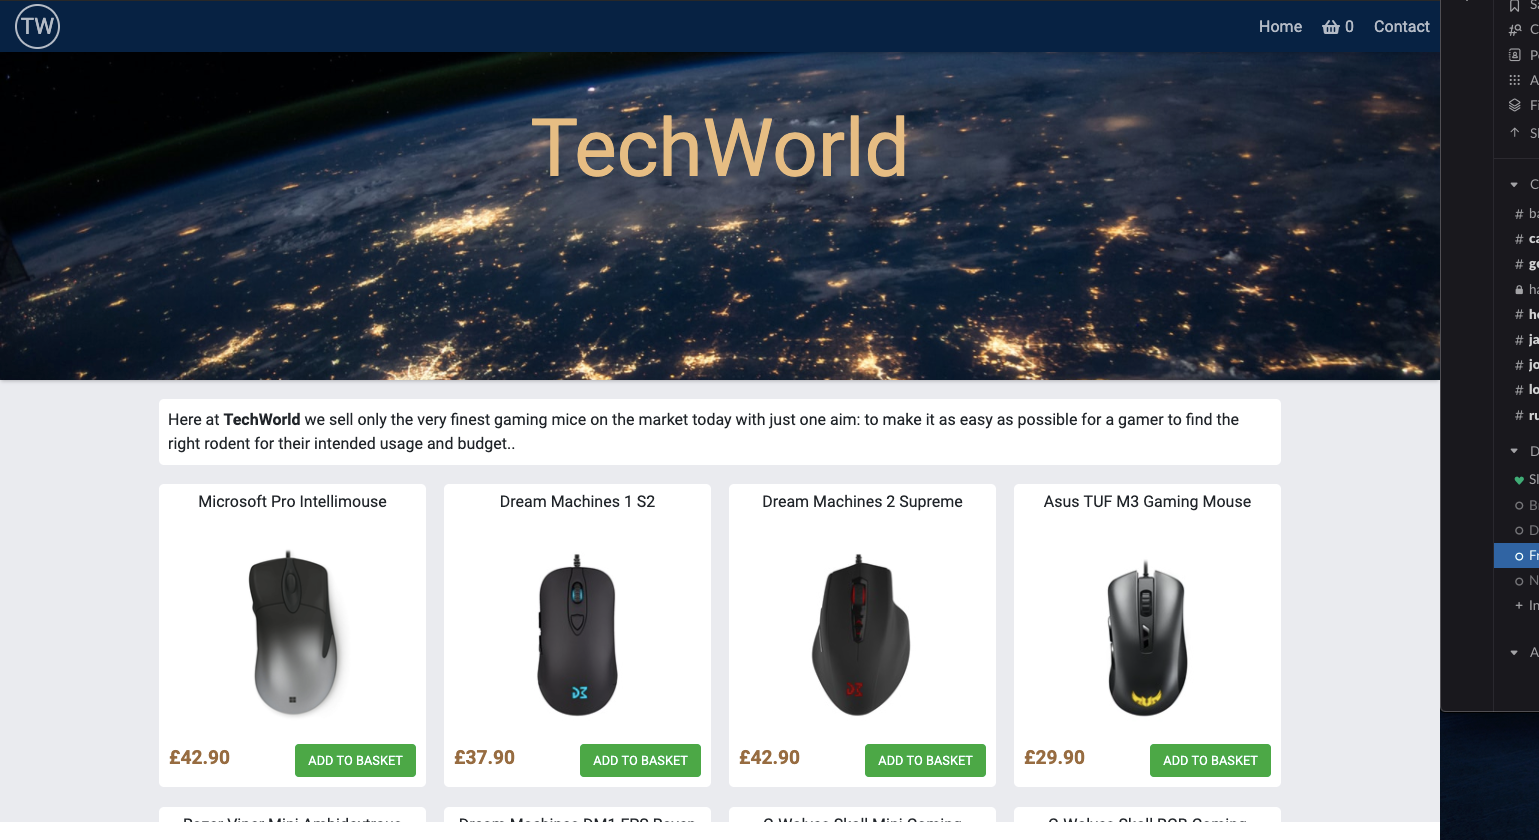 TW
Home
0
Contact
TechWorld
Here at TechWorld we sell only the very finest gaming mice on the market today with just one aim: to make it as easy as possible for a gamer to find the
right rodent for their intended usage and budget..
Microsoft Pro Intellimouse
Dream Machines 1 S2
Dream Machines 2 Supreme
Asus TUF M3 Gaming Mouse
£42.90
ADD TO BASKET
£37.90
ADD TO BASKET
£42.90
ADD TO BASKET
£29.90
ADD TO BASKET